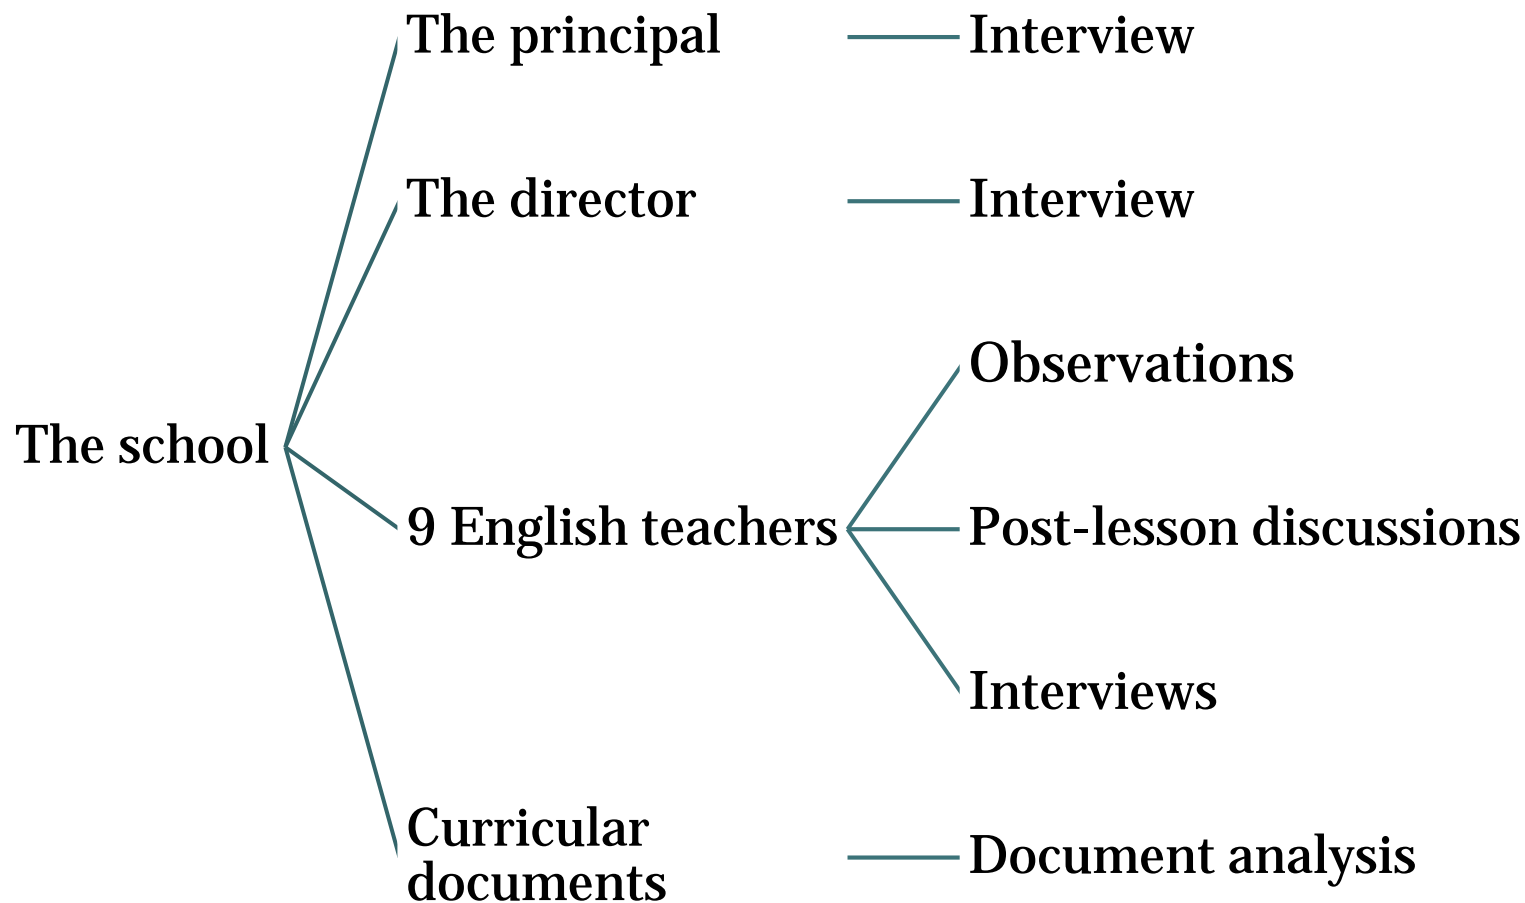 The principal
Interview
The director
Interview
Observations
The school
9 English teachers
Post-lesson discussions
Interviews
Curricular
documents
Document analysis